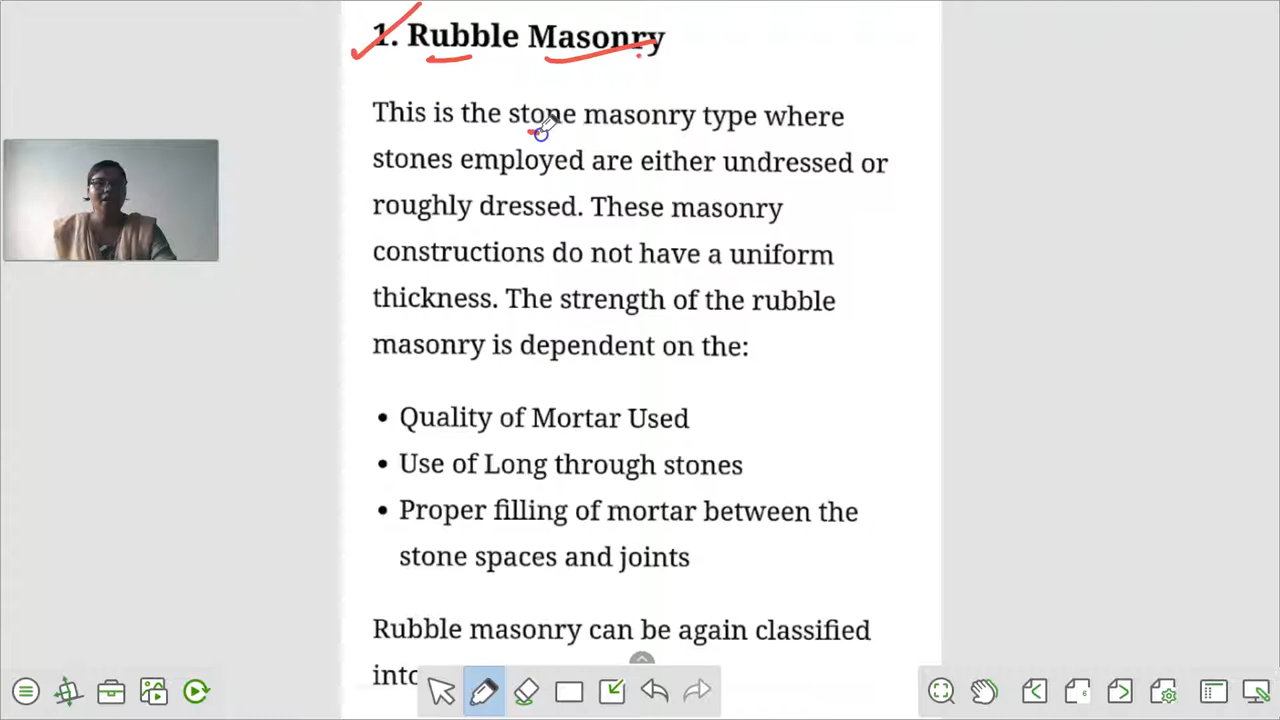 1. Rubble Masonry
This is the stone masonry type where
stones employed are either undressed or
roughly dressed. These masonry
constructions do not have a uniform
thickness. The strength of the rubble
masonry is dependent on the:
• Quality of Mortar Used
• Use of Long through stones
• Proper filling of mortar between the
stone spaces and joints
Rubble masonry can be again classified
into
6